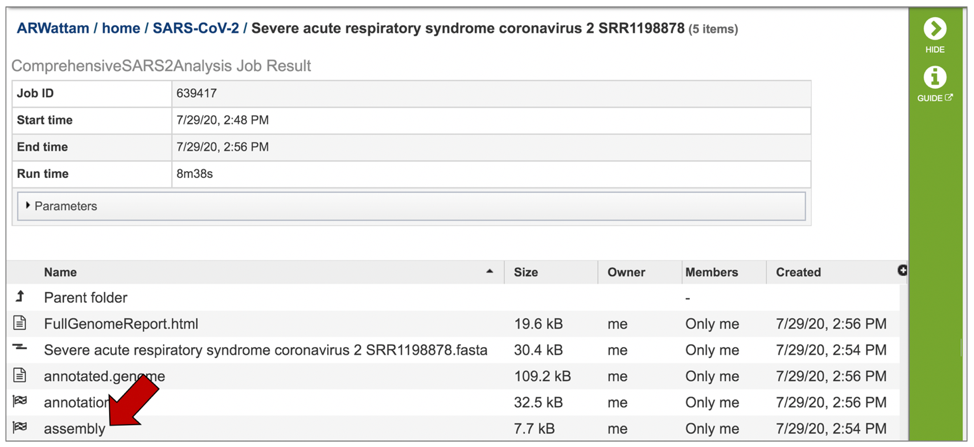 ARWattam / home / SARS-CoV-2 / Severe acute respiratory syndrome coronavirus 2 SRR1198878 (5 items)
HIDE
GUIDE
ComprehensiveSARS2Analysis Job Result
Job ID 639417
Start time 7/29/20, 2:48 PM
End time 7/29/20, 2:56 PM
Run time 8m38s
Parameters
Name Size Owner Members Created
Parent folder -
FullGenomeReport.html 19.6 kB me Only me 7/29/20, 2:56 PM
Severe acute respiratory syndrome coronavirus 2 SRR1198878.fasta 30.4 kB me Only me 7/29/20, 2:54 PM
annotated.genome 109.2 kB me Only me 7/29/20, 2:56 PM
annotation 32.5 kB me Only me 7/29/20, 2:56 PM
assembly 7.7 kB me Only me 7/29/20, 2:54 PM